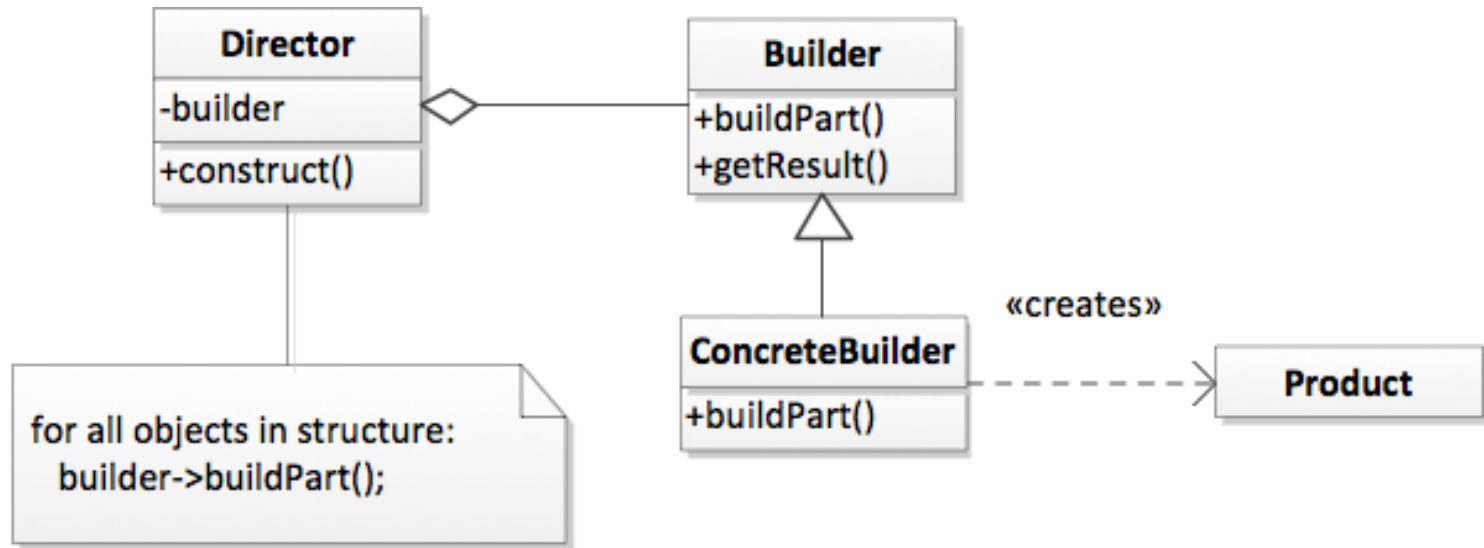 Director
-builder
+construct()
Builder
+buildPart()
+getResult()
«creates»
ConcreteBuilder
+buildPart()
Product
for all objects in structure:
builder->buildPart();